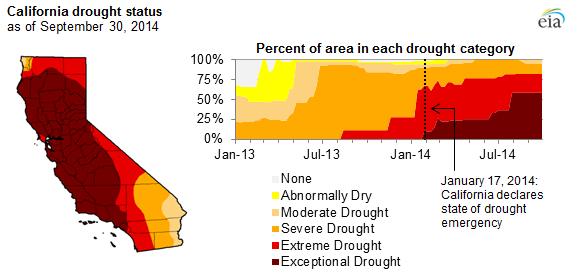 California drought status
as of September 30, 2014
eia
Percent of area in each drought category
100%
75%
50%
25%
0%
Jan-13 Jul-13 Jan-14 Jul-14
None
Abnormally Dry
Moderate Drought
Severe Drought
Extreme Drought
Exceptional Drought
January 17, 2014:
California declares
state of drought
emergency